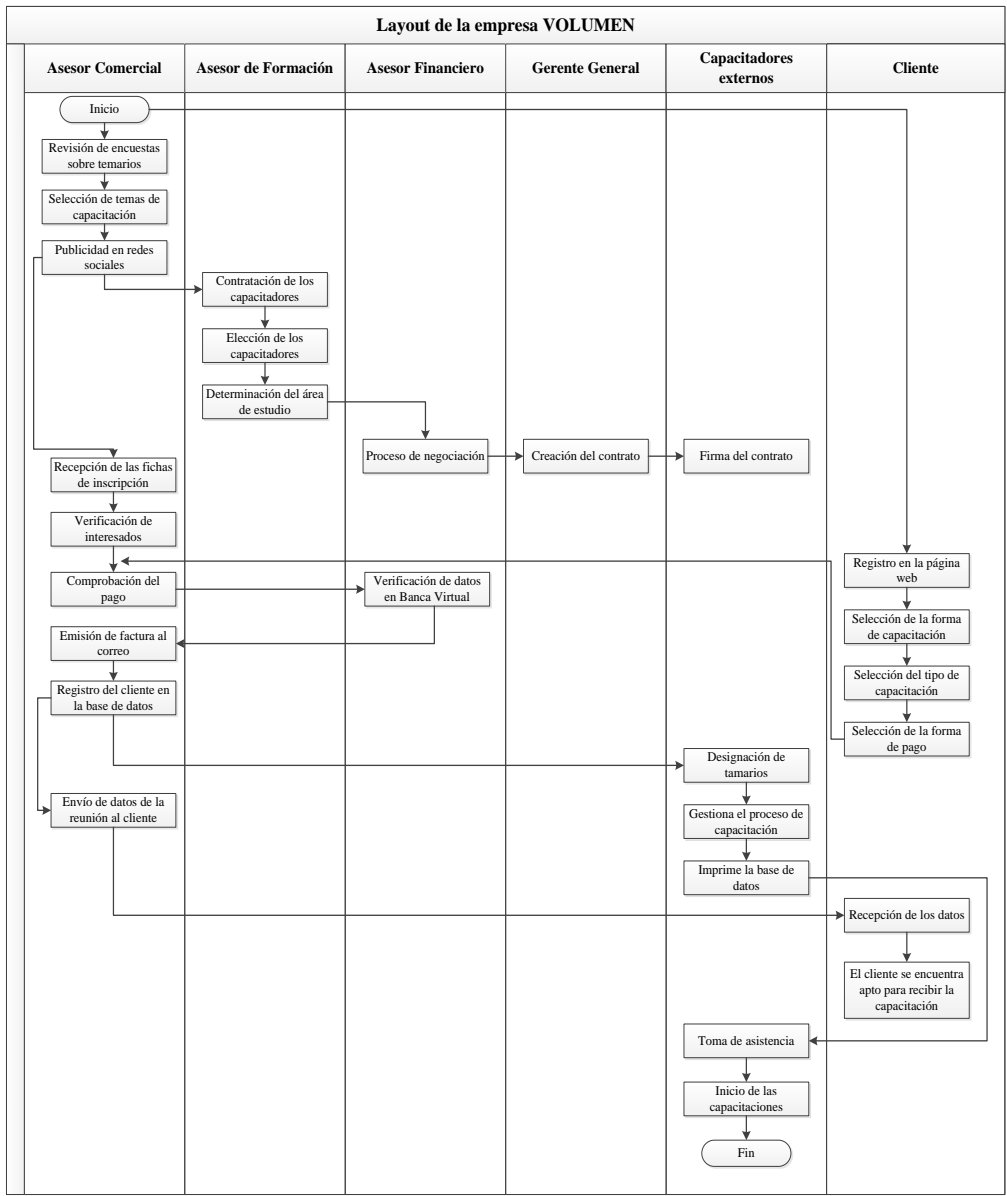 Layout de la empresa VOLUMEN
Asesor Comercial
Asesor de Formación
Asesor Financiero
Gerente General
Capacitadores
externos
Cliente
Inicio
Revisión de encuestas
sobre temarios
Selección de temas de
capacitación
Publicidad en redes
sociales
Contratación de los
capacitadores
Elección de los
capacitadores
Determinación del área
de estudio
Proceso de negociación
Creación del contrato
Firma del contrato
Recepción de las fichas
de inscripción
Verificación de
interesados
Registro en la página
web
Comprobación del
pago
Verificación de datos
en Banca Virtual
Selección de la forma
de capacitación
Emisión de factura al
correo
Selección del tipo de
capacitación
Registro del cliente en
la base de datos
Selección de la forma
de pago
Designación de
tamarios
Envío de datos de la
reunión al cliente
Gestiona el proceso de
capacitación
Imprime la base de
datos
Recepción de los datos
El cliente se encuentra
apto para recibir la
capacitación
Toma de asistencia
Inicio de las
capacitaciones
Fin